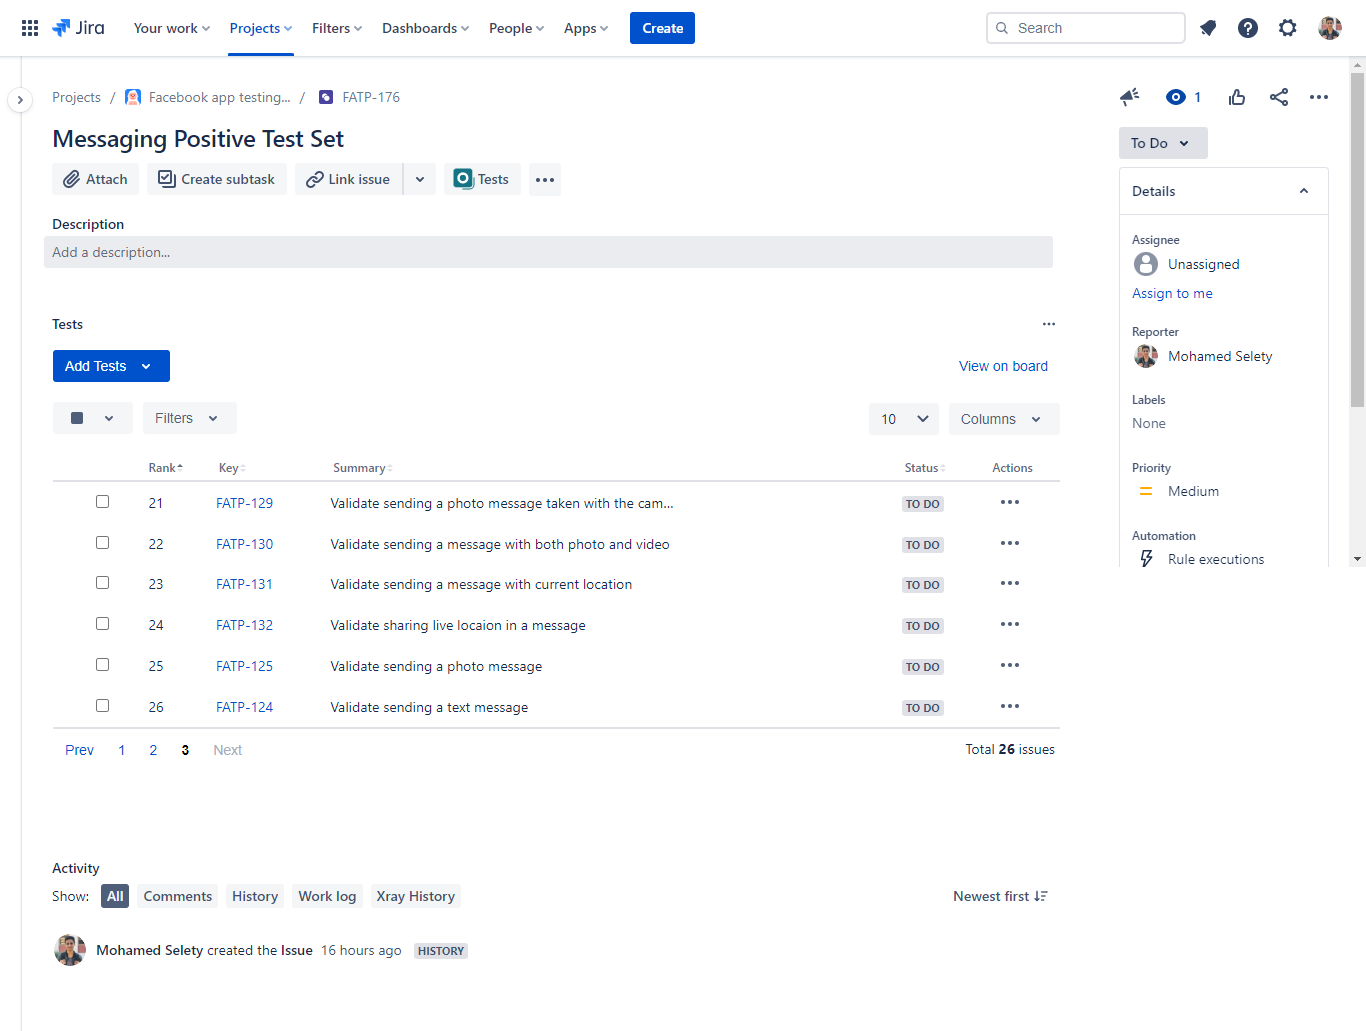 Jira Your work Projects Filters Dashboards People Apps Create Search
Projects / Facebook app testing... / FATP-176 1
Messaging Positive Test Set
To Do
Attach Create subtask Link issue Tests
Details
Description
Add a description...
Assignee
Unassigned
Assign to me
Tests
Reporter
Mohamed Selety
Add Tests View on board
Labels
None
Filters 10 Columns
Priority
Medium
Rank Key Summary Status Actions
21 FATP-129 Validate sending a photo message taken with the cam... TO DO
22 FATP-130 Validate sending a message with both photo and video TO DO
Automation
Rule executions
23 FATP-131 Validate sending a message with current location TO DO
24 FATP-132 Validate sharing live locaion in a message TO DO
25 FATP-125 Validate sending a photo message TO DO
26 FATP-124 Validate sending a text message TO DO
Prev 1 2 3 Next Total 26 issues
Activity
Show: All Comments History Work log Xray History Newest first
Mohamed Selety created the Issue 16 hours ago HISTORY